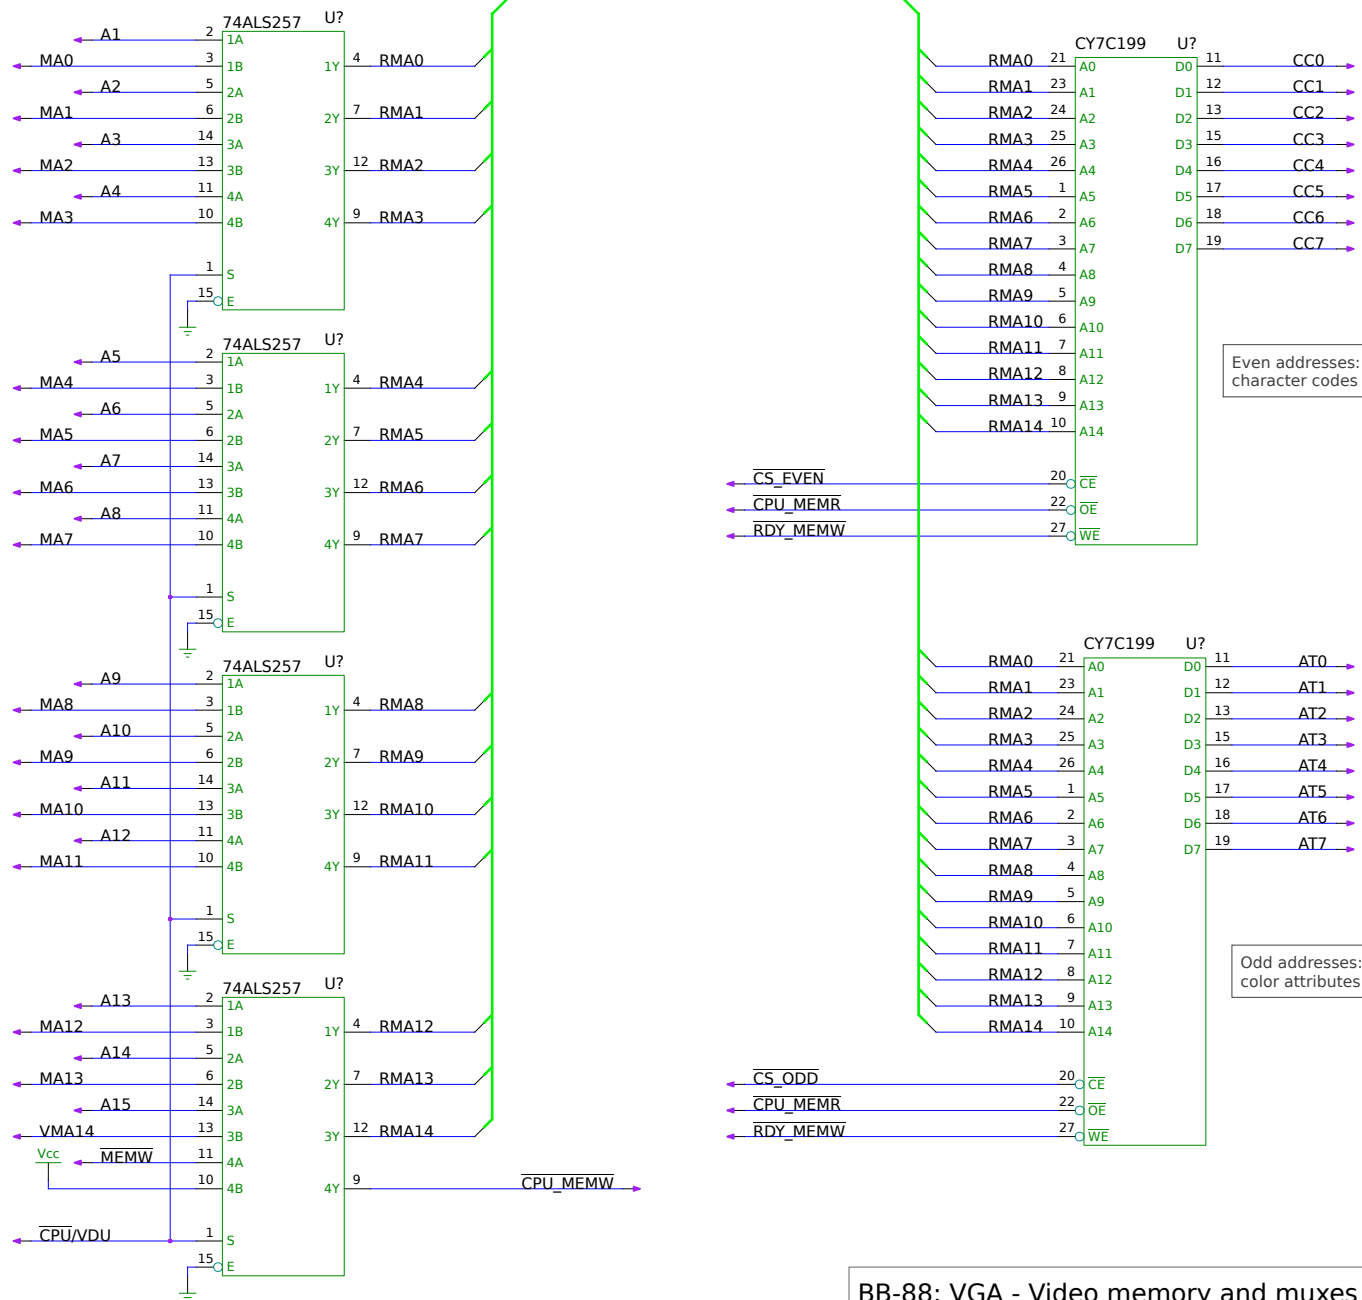 74ALS257 U?
A1 2 1A
MA0 3 1B 1Y 4 RMA0
A2 5 2A
MA1 6 2B 2Y 7 RMA1
A3 14 3A
MA2 13 3B 3Y 12 RMA2
A4 11 4A
MA3 10 4B 4Y 9 RMA3
1 S
15 E
74ALS257 U?
A5 2 1A
MA4 3 1B 1Y 4 RMA4
A6 5 2A
MA5 6 2B 2Y 7 RMA5
A7 14 3A
MA6 13 3B 3Y 12 RMA6
A8 11 4A
MA7 10 4B 4Y 9 RMA7
1 S
15 E
74ALS257 U?
A9 2 1A
MA8 3 1B 1Y 4 RMA8
A10 5 2A
MA9 6 2B 2Y 7 RMA9
A11 14 3A
MA10 13 3B 3Y 12 RMA10
A12 11 4A
MA11 10 4B 4Y 9 RMA11
1 S
15 E
74ALS257 U?
A13 2 1A
MA12 3 1B 1Y 4 RMA12
A14 5 2A
MA13 6 2B 2Y 7 RMA13
A15 14 3A
VMA14 13 3B 3Y 12 RMA14
Vcc MEMW 11 4A
10 4B 4Y 9 CPU_MEMW
CPU/VDU 1 S
15 E
CY7C199 U?
RMA0 21 A0 D0 11 CC0
RMA1 23 A1 D1 12 CC1
RMA2 24 A2 D2 13 CC2
RMA3 25 A3 D3 15 CC3
RMA4 26 A4 D4 16 CC4
RMA5 1 A5 D5 17 CC5
RMA6 2 A6 D6 18 CC6
RMA7 3 A7 D7 19 CC7
RMA8 4 A8
RMA9 5 A9
RMA10 6 A10
RMA11 7 A11
RMA12 8 A12
RMA13 9 A13
RMA14 10 A14
CS_EVEN 20 CE
CPU_MEMR 22 OE
RDY_MEMW 27 WE
Even addresses:
character codes
CY7C199 U?
RMA0 21 A0 D0 11 AT0
RMA1 23 A1 D1 12 AT1
RMA2 24 A2 D2 13 AT2
RMA3 25 A3 D3 15 AT3
RMA4 26 A4 D4 16 AT4
RMA5 1 A5 D5 17 AT5
RMA6 2 A6 D6 18 AT6
RMA7 3 A7 D7 19 AT7
RMA8 4 A8
RMA9 5 A9
RMA10 6 A10
RMA11 7 A11
RMA12 8 A12
RMA13 9 A13
RMA14 10 A14
CS_ODD 20 CE
CPU_MEMR 22 OE
RDY_MEMW 27 WE
Odd addresses:
color attributes
BB-88: VGA - Video memory and muxes